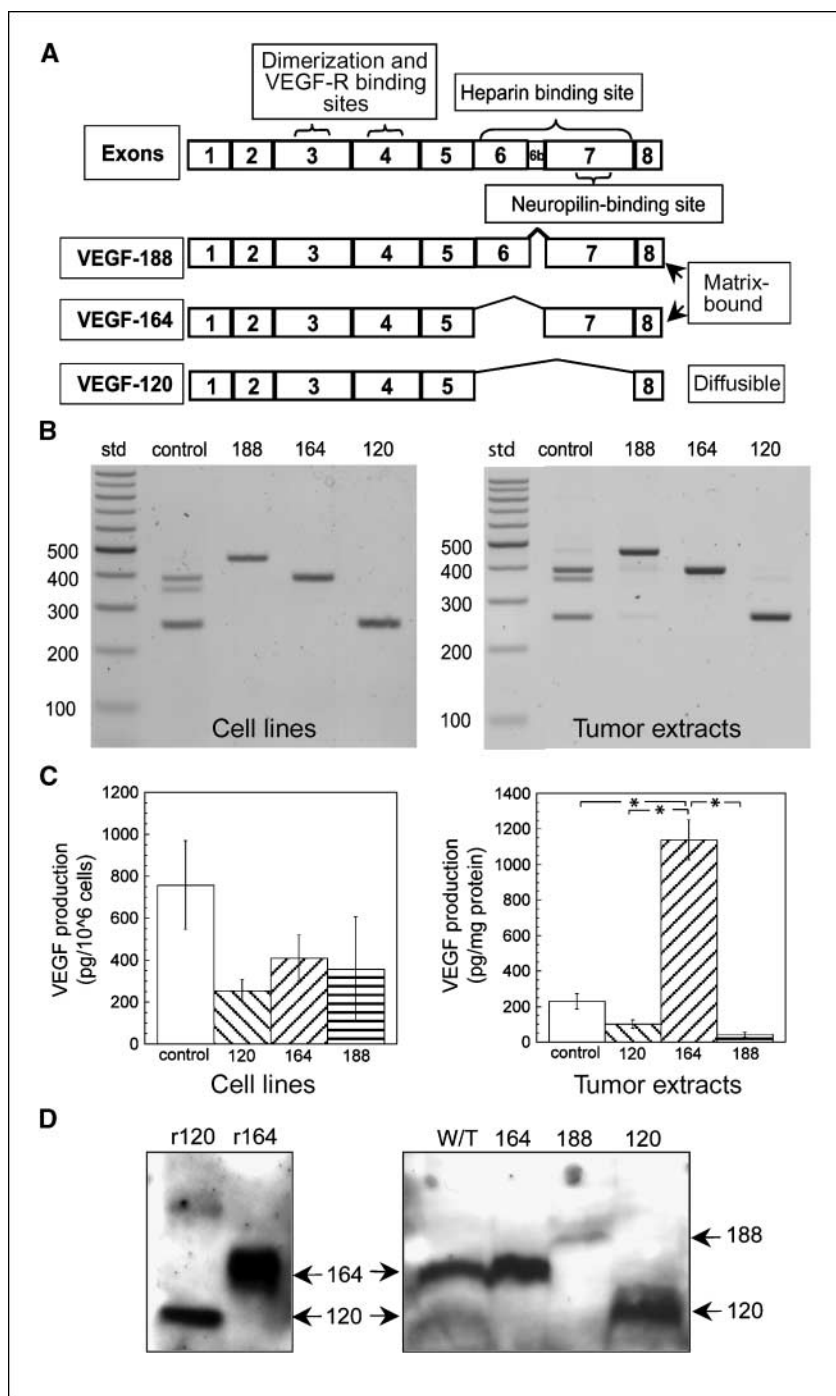 A
Dimerization and
VEGF-R binding
sites
Heparin binding site
Exons 1 2 3 4 5 6 6b 7 8
Neuropilin-binding site
VEGF-188 1 2 3 4 5 6 7 8
Matrix-
bound
VEGF-164 1 2 3 4 5 7 8
VEGF-120 1 2 3 4 5 8 Diffusible
B
std control 188 164 120
500
400
300
200
100
Cell lines
std control 188 164 120
500
400
300
200
100
Tumor extracts
C
VEGF production
(pg/10^6 cells)
1200
1000
800
600
400
200
0
control 120 164 188
Cell lines
VEGF production
(pg/mg protein)
1400
1200
1000
800
600
400
200
0
* *
*
control 120 164 188
Tumor extracts
D
r120 r164
164
120
W/T 164 188 120
188
120